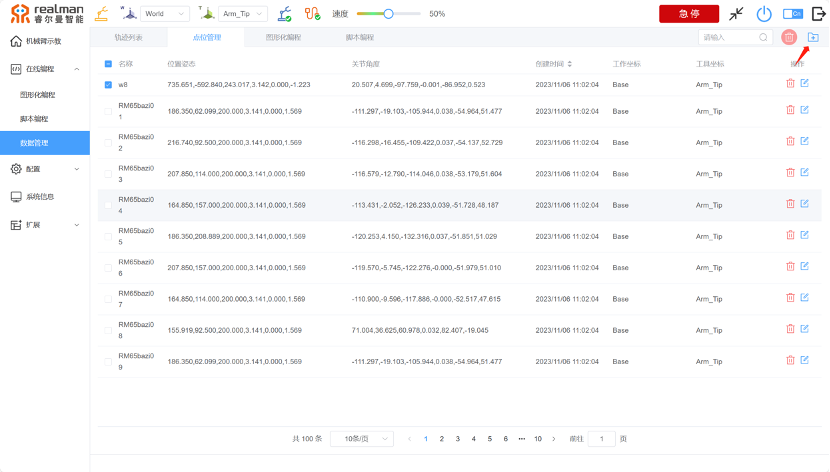 realman
睿尔曼智能
W
World
T
Arm_Tip
速度
50%
急停
On
机械臂示教
在线编程
图形化编程
脚本编程
数据管理
配置
系统信息
扩展
轨迹列表
点位管理
图形化编程
脚本编程
请输入
名称 位置姿态 关节角度 创建时间 工作坐标 工具坐标 操作
w8 735.651,-592.840,243.017,3.142,0.000,-1.223 20.507,4.699,-97.759,-0.001,-86.952,0.523 2023/11/06 11:02:04 Base Arm_Tip
RM65bazi0
1 186.350,62.099,200.000,3.141,0.000,1.569 -111.297,-19.103,-105.944,0.038,-54.964,51.477 2023/11/06 11:02:04 Base Arm_Tip
RM65bazi0
2 216.740,92.500,200.000,3.141,0.000,1.569 -116.298,-16.455,-109.422,0.037,-54.137,52.729 2023/11/06 11:02:04 Base Arm_Tip
RM65bazi0
3 207.850,114.000,200.000,3.141,0.000,1.569 -116.579,-12.790,-114.046,0.038,-53.179,51.604 2023/11/06 11:02:04 Base Arm_Tip
RM65bazi0
4 164.850,157.000,200.000,3.141,0.000,1.569 -113.431,-2.052,-126.233,0.039,-51.728,48.187 2023/11/06 11:02:04 Base Arm_Tip
RM65bazi0
5 186.350,208.889,200.000,3.141,0.000,1.569 -120.253,4.150,-132.316,0.037,-51.851,51.029 2023/11/06 11:02:04 Base Arm_Tip
RM65bazi0
6 207.850,157.000,200.000,3.141,0.000,1.569 -119.570,-5.745,-122.276,-0.000,-51.979,51.010 2023/11/06 11:02:04 Base Arm_Tip
RM65bazi0
7 164.850,114.000,200.000,3.141,0.000,1.569 -110.900,-9.596,-117.886,-0.000,-52.517,47.615 2023/11/06 11:02:04 Base Arm_Tip
RM65bazi0
8 155.919,92.500,200.000,3.141,0.000,1.569 71.004,36.625,60.978,0.032,82.407,-19.045 2023/11/06 11:02:04 Base Arm_Tip
RM65bazi0
9 186.350,62.099,200.000,3.141,0.000,1.569 -111.297,-19.103,-105.944,0.038,-54.964,51.477 2023/11/06 11:02:04 Base Arm_Tip
共 100 条 10条/页 1 2 3 4 5 6 ••• 10 前往 1 页